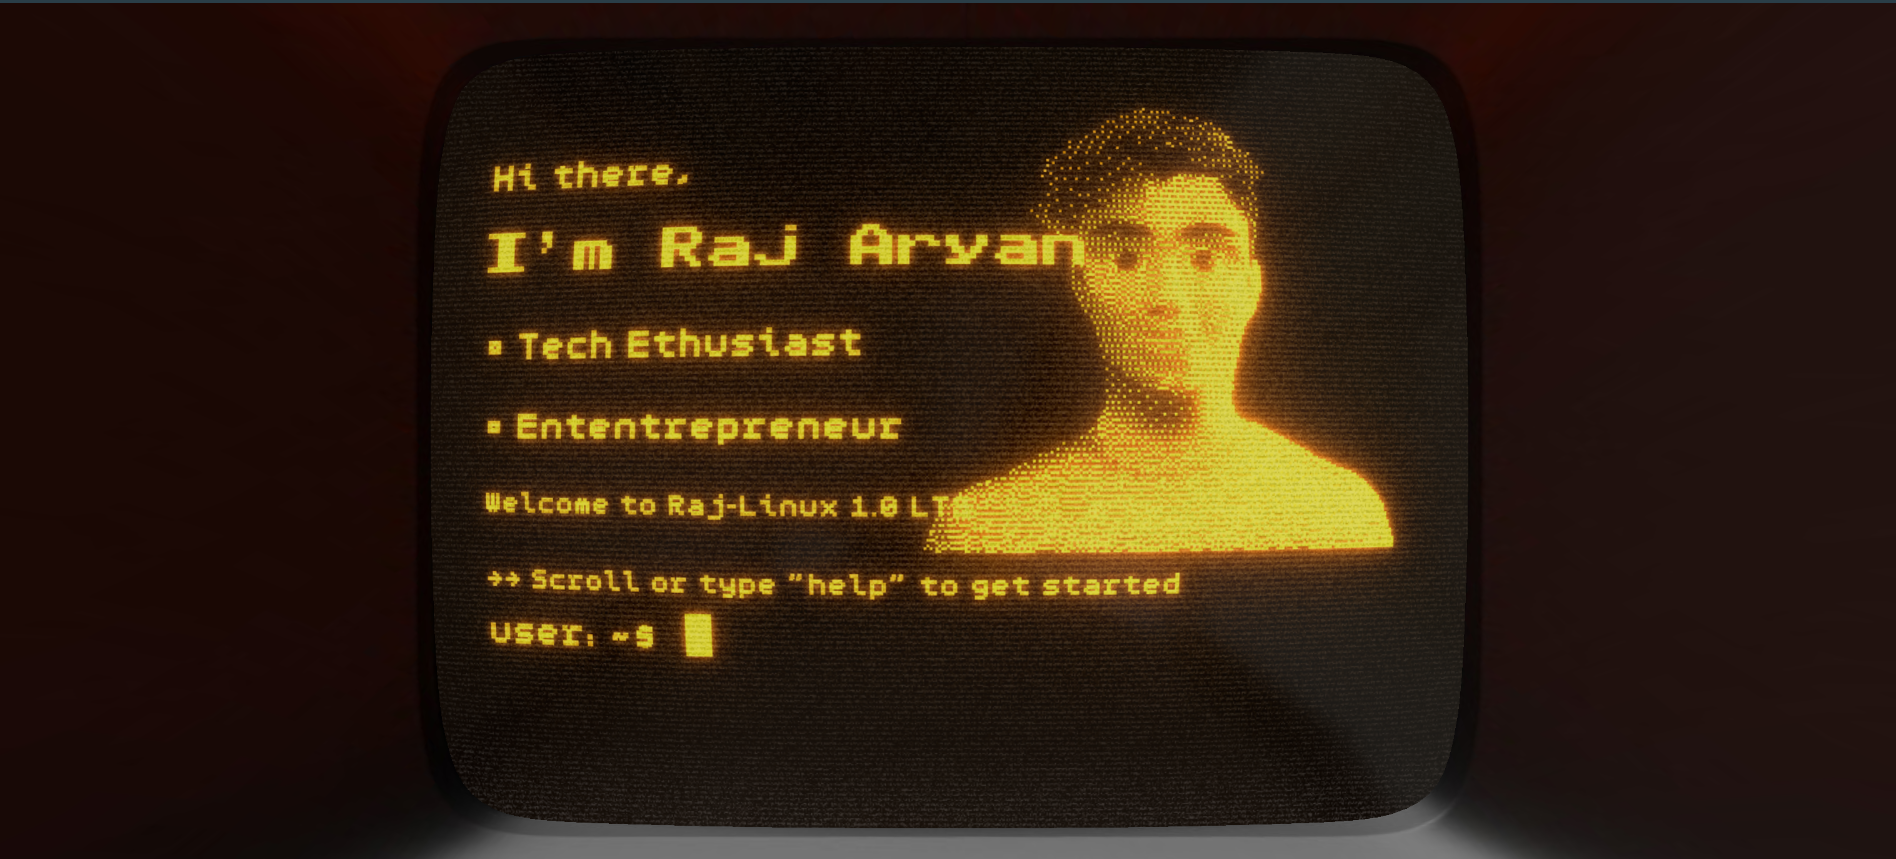 Hi there,
I'm Raj Aryan
▪ Tech Ethusiast
▪ Ententrepreneur
Welcome to Raj-Linux 1.0 LTS
→→ Scroll or type "help" to get started
user: ~$